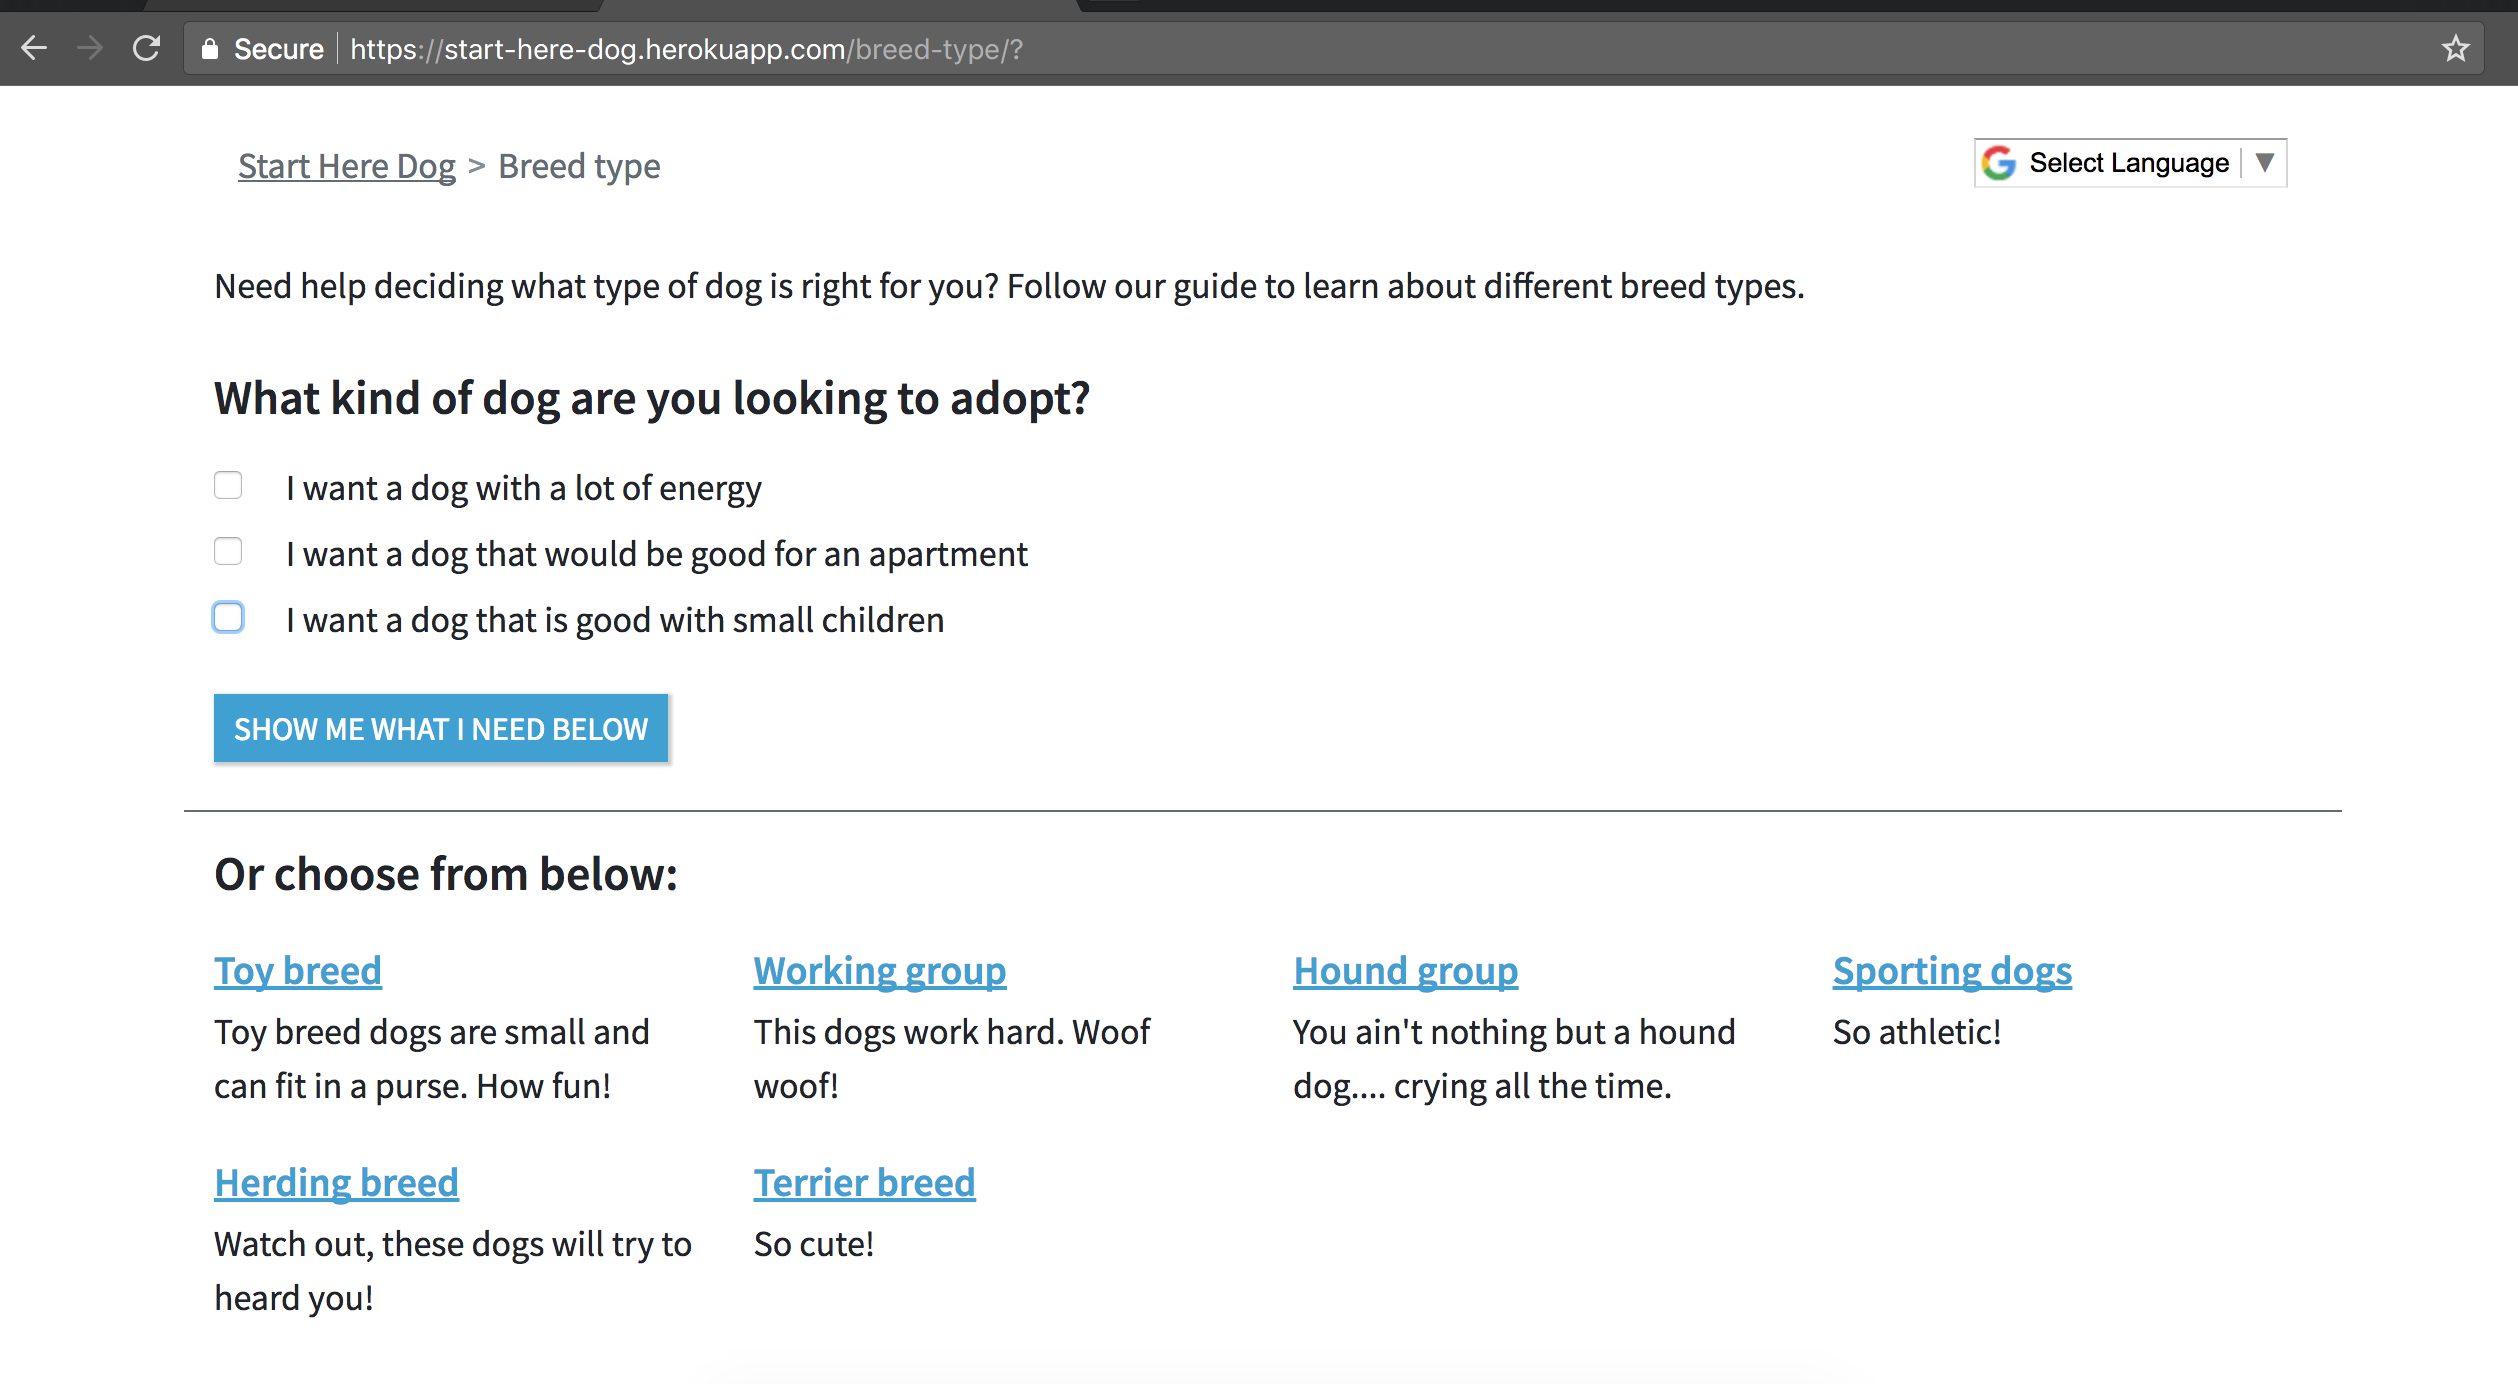 Secure https://start-here-dog.herokuapp.com/breed-type/?
Start Here Dog > Breed type
Select Language ▼
Need help deciding what type of dog is right for you? Follow our guide to learn about different breed types.
What kind of dog are you looking to adopt?
I want a dog with a lot of energy
I want a dog that would be good for an apartment
I want a dog that is good with small children
SHOW ME WHAT I NEED BELOW
Or choose from below:
Toy breed
Toy breed dogs are small and
can fit in a purse. How fun!
Working group
This dogs work hard. Woof
woof!
Hound group
You ain't nothing but a hound
dog.... crying all the time.
Sporting dogs
So athletic!
Herding breed
Watch out, these dogs will try to
heard you!
Terrier breed
So cute!